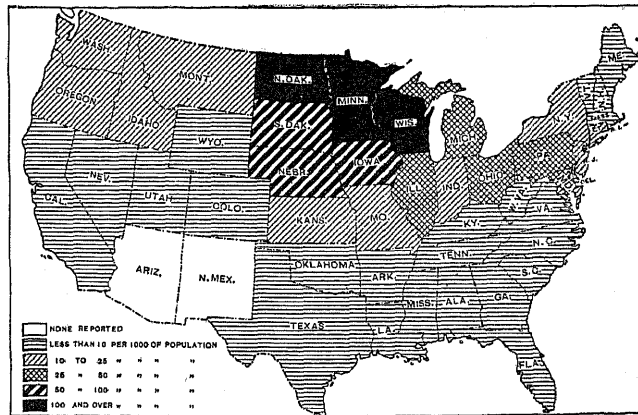 WASH.
MONT.
N. DAK.
MINN.
OREGON
IDAHO
WYO.
S. DAK.
WIS.
MICH.
N.Y.
ME.
NEBR.
IOWA
NEV.
UTAH
COLO.
CAL.
KANS.
MO.
ILL.
IND.
OHIO
KY.
VA.
ARIZ.
N. MEX.
OKLAHOMA
ARK.
TENN.
N.C.
S.C.
TEXAS
LA.
MISS.
ALA.
GA.
FLA.
NONE REPORTED
LESS THAN 10 PER 1000 OF POPULATION
10 TO 25 " " " "
25 " 50 " " " "
50 " 100 " " " "
100 AND OVER " " " "